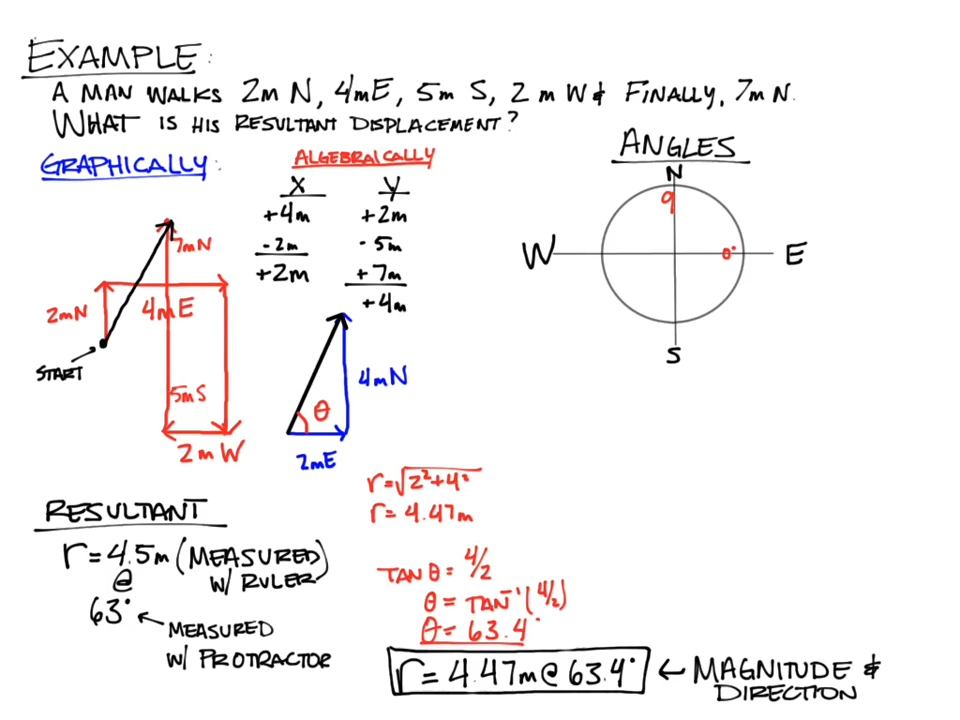 EXAMPLE:
A MAN WALKS 2m N, 4mE, 5m S, 2 m W & FINALLY, 7m N.
WHAT IS HIS RESULTANT DISPLACEMENT?
GRAPHICALLY:
7mN
2mN
4mE
START
5mS
2mW
ALGEBRAICALLY
X Y
+4m +2m
-2m -5m
+2m +7m
+4m
4mN
θ
2mE
ANGLES
N
9
W 0° E
S
RESULTANT
r=4.5m (MEASURED
@ W/ RULER)
63° ← MEASURED
W/ PROTRACTOR
r=√2²+4²
r= 4.47m
TAN θ = 4/2
θ = TAN⁻¹(4/2)
θ = 63.4°
r= 4.47m@ 63.4° ← MAGNITUDE &
DIRECTION